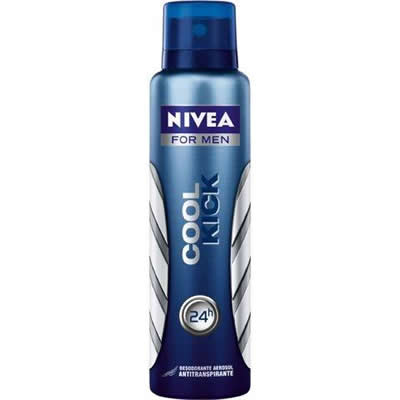 NIVEA
FOR MEN
COOL
KICK
24h
DESODORANTE AEROSOL
ANTITRANSPIRANTE